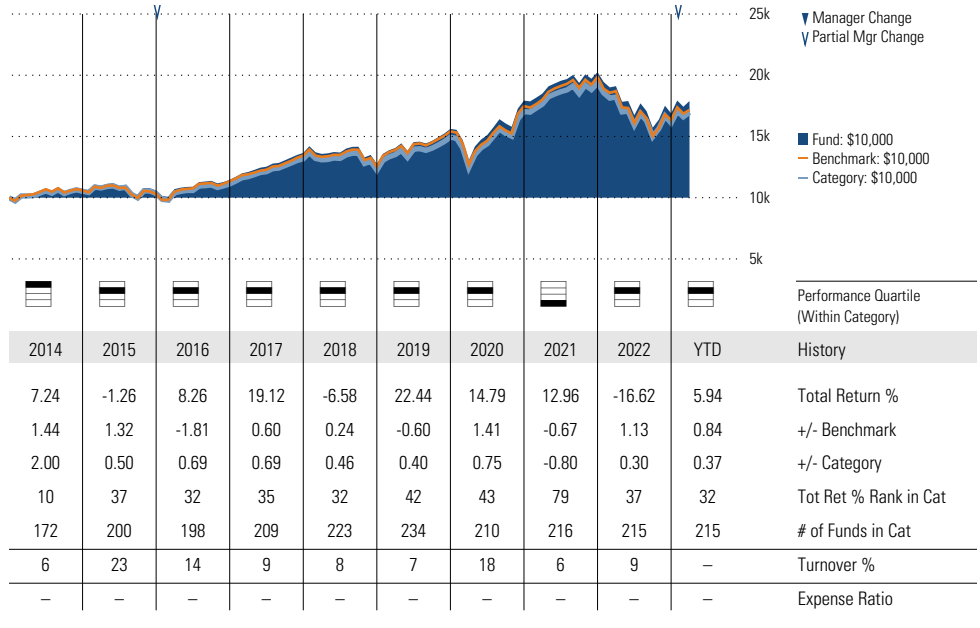 25k
20k
15k
10k
5k
▼ Manager Change
Partial Mgr Change
Fund: $10,000
Benchmark: $10,000
Category: $10,000
Performance Quartile
(Within Category)
2014 2015 2016 2017 2018 2019 2020 2021 2022 YTD History
7.24 -1.26 8.26 19.12 -6.58 22.44 14.79 12.96 -16.62 5.94 Total Return %
1.44 1.32 -1.81 0.60 0.24 -0.60 1.41 -0.67 1.13 0.84 +/- Benchmark
2.00 0.50 0.69 0.69 0.46 0.40 0.75 -0.80 0.30 0.37 +/- Category
10 37 32 35 32 42 43 79 37 32 Tot Ret % Rank in Cat
172 200 198 209 223 234 210 216 215 215 # of Funds in Cat
6 23 14 9 8 7 18 6 9 – Turnover %
– – – – – – – – – – Expense Ratio